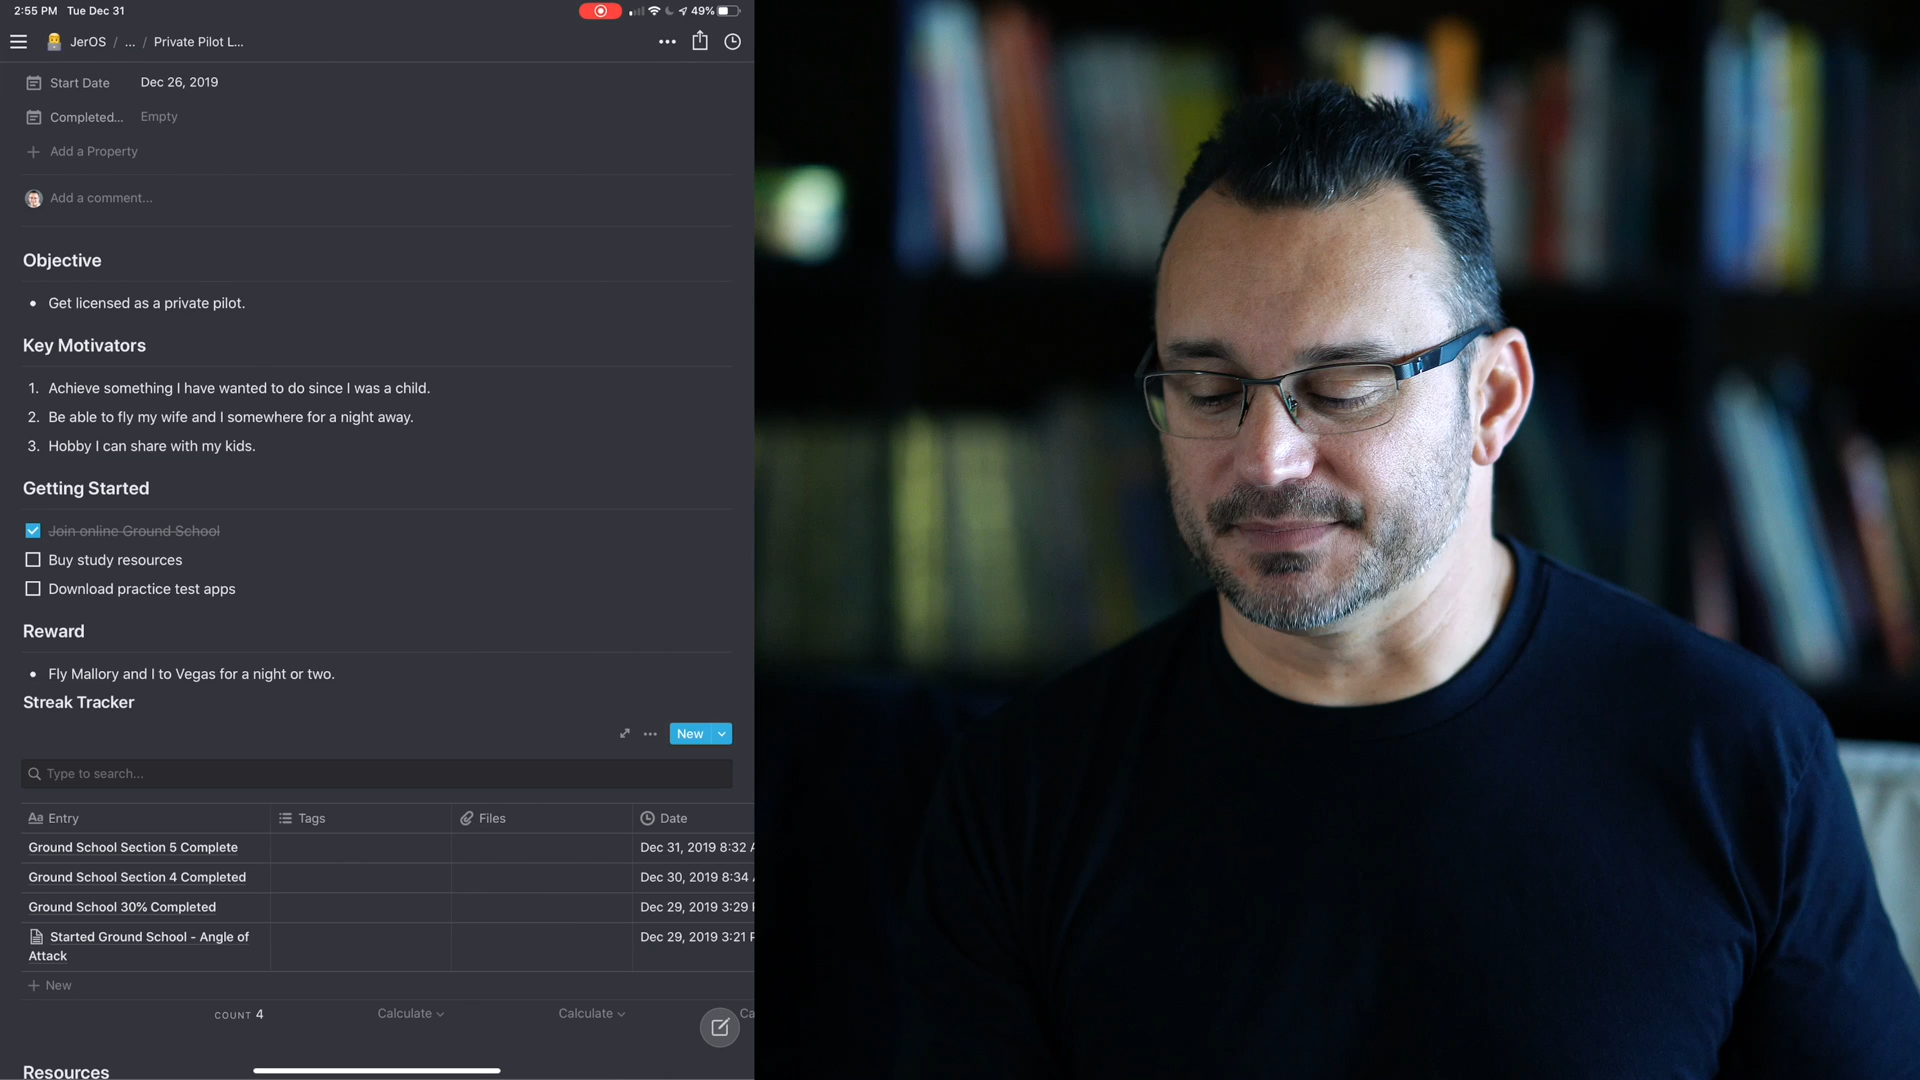 2:55 PM Tue Dec 31
49%
JerOS / ... / Private Pilot L...
Start Date Dec 26, 2019
Completed... Empty
Add a Property
Add a comment...
Objective
• Get licensed as a private pilot.
Key Motivators
1. Achieve something I have wanted to do since I was a child.
2. Be able to fly my wife and I somewhere for a night away.
3. Hobby I can share with my kids.
Getting Started
Join online Ground School
Buy study resources
Download practice test apps
Reward
• Fly Mallory and I to Vegas for a night or two.
Streak Tracker
New
Type to search...
Aa Entry Tags Files Date
Ground School Section 5 Complete Dec 31, 2019 8:32 A
Ground School Section 4 Completed Dec 30, 2019 8:34
Ground School 30% Completed Dec 29, 2019 3:29 P
Started Ground School - Angle of Dec 29, 2019 3:21 P
Attack
+ New
COUNT 4 Calculate Calculate Ca
Resources